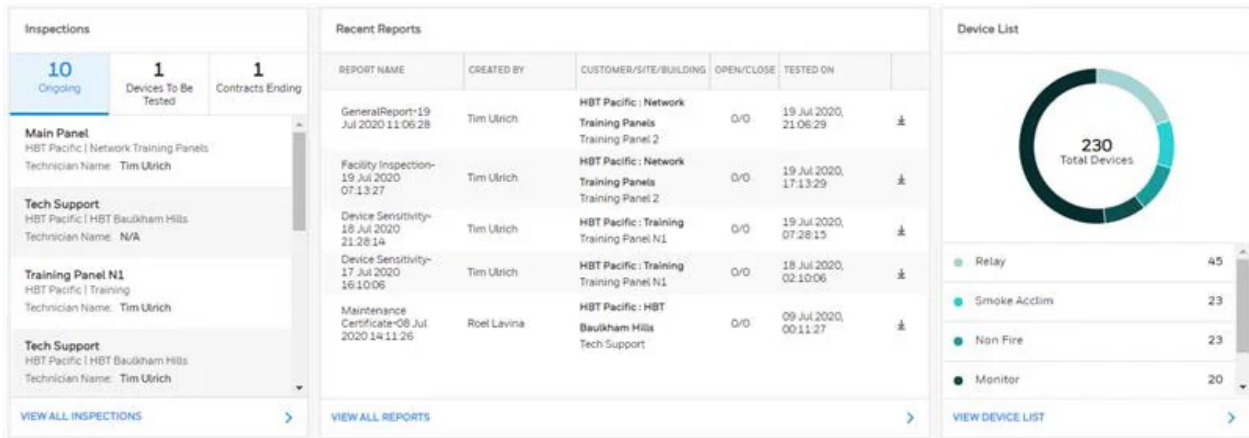 Inspections
10
Ongoing
1
Devices To Be
Tested
1
Contracts Ending
Main Panel
HBT Pacific | Network Training Panels
Technician Name: Tim Ulrich
Tech Support
HBT Pacific | HBT Baulkham Hills
Technician Name: N/A
Training Panel N1
HBT Pacific | Training
Technician Name: Tim Ulrich
Tech Support
HBT Pacific | HBT Baulkham Hills
Technician Name: Tim Ulrich
VIEW ALL INSPECTIONS
Recent Reports
REPORT NAME CREATED BY CUSTOMER/SITE/BUILDING OPEN/CLOSE TESTED ON
GeneralReport-19
Jul 2020 11:06:28
Tim Ulrich
HBT Pacific : Network
Training Panels
Training Panel 2
0/0
19 Jul 2020,
21:06:29
Facility Inspection-
19 Jul 2020
07:13:27
Tim Ulrich
HBT Pacific : Network
Training Panels
Training Panel 2
0/0
19 Jul 2020,
17:13:29
Device Sensitivity-
18 Jul 2020
21:28:14
Tim Ulrich
HBT Pacific : Training
Training Panel N1
0/0
19 Jul 2020,
07:28:15
Device Sensitivity-
17 Jul 2020
16:10:06
Tim Ulrich
HBT Pacific : Training
Training Panel N1
0/0
18 Jul 2020,
02:10:06
Maintenance
Certificate-08 Jul
2020 14:11:26
Roel Lavina
HBT Pacific : HBT
Baulkham Hills
Tech Support
0/0
09 Jul 2020,
00:11:27
VIEW ALL REPORTS
Device List
230
Total Devices
Relay 45
Smoke Acclim 23
Non Fire 23
Monitor 20
VIEW DEVICE LIST